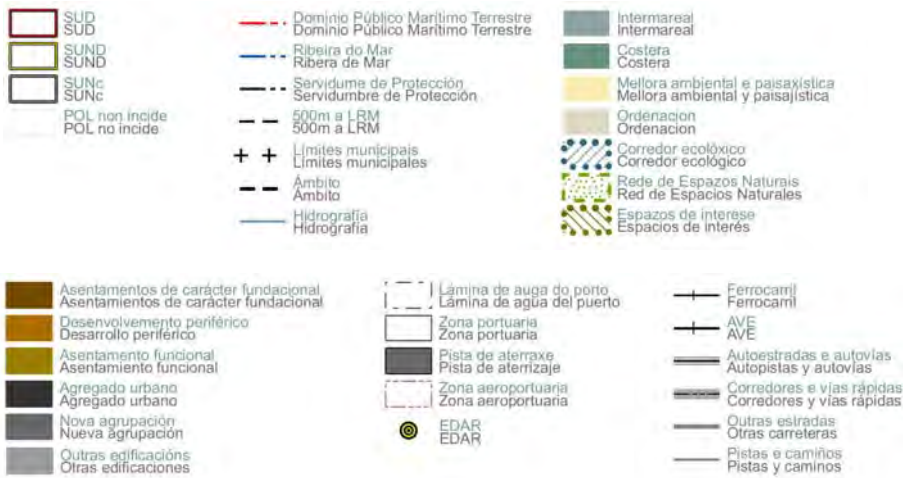 SUD
SUD
SUND
SUND
SUNc
SUNc
POL non incide
POL no incide
Dominio Público Marítimo Terrestre
Dominio Público Marítimo Terrestre
Ribeira do Mar
Ribera de Mar
Servidume de Protección
Servidumbre de Protección
500m a LRM
500m a LRM
Límites municipais
Límites municipales
Ámbito
Ámbito
Hidrografía
Hidrografía
Intermareal
Intermareal
Costera
Costera
Mellora ambiental e paisaxística
Mellora ambiental y paisajística
Ordenacion
Ordenacion
Corredor ecolóxico
Corredor ecológico
Rede de Espazos Naturais
Red de Espacios Naturales
Espazos de interese
Espacios de interés
Asentamentos de carácter fundacional
Asentamientos de carácter fundacional
Desenvolvemento periférico
Desarrollo periférico
Asentamento funcional
Asentamiento funcional
Agregado urbano
Agregado urbano
Nova agrupación
Nueva agrupación
Outras edificacións
Otras edificaciones
Lámina de auga do porto
Lámina de agua del puerto
Zona portuaria
Zona portuaria
Pista de aterraxe
Pista de aterrizaje
Zona aeroportuaria
Zona aeroportuaria
EDAR
EDAR
Ferrocarril
Ferrocarril
AVE
AVE
Autoestradas e autovías
Autopistas y autovías
Corredores e vías rápidas
Corredores y vías rápidas
Outras estradas
Otras carreteras
Pistas e camiños
Pistas y caminos